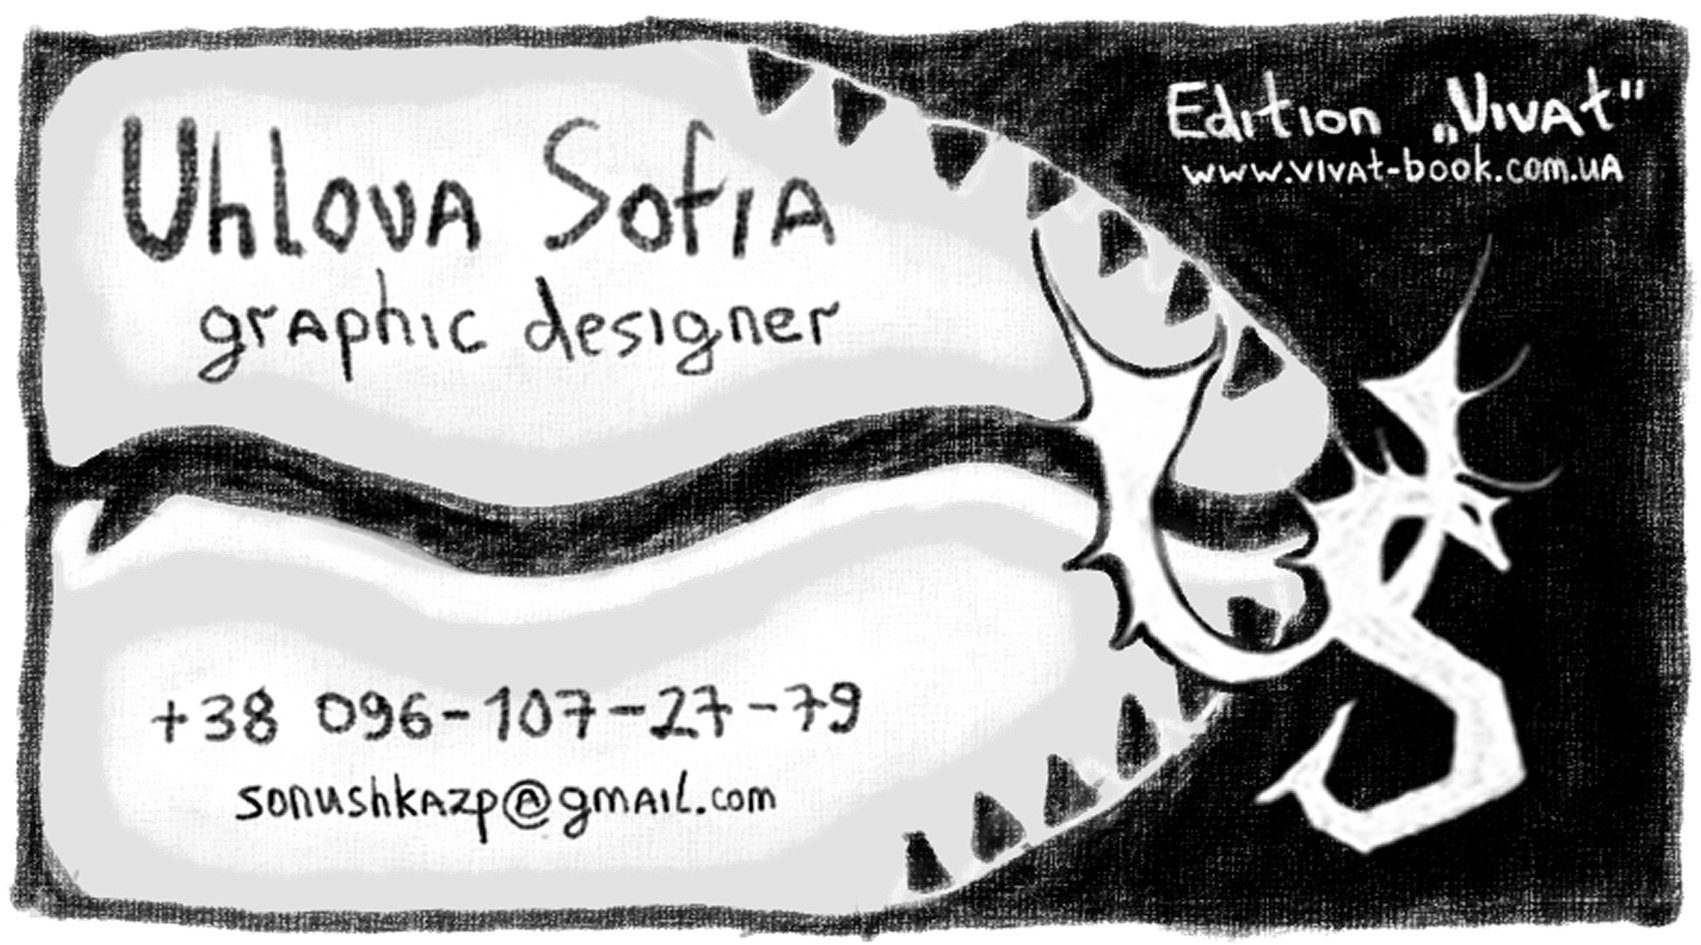 Uhlova Sofia
graphic designer
+38 096-107-27-79
sonushkazp@gmail.com
Edition „Vivat"
www.vivat-book.com.ua
US